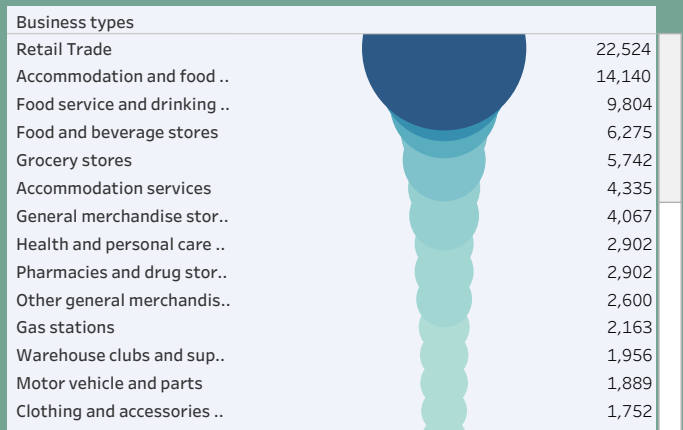 Business types
Retail Trade 22,524
Accommodation and food .. 14,140
Food service and drinking .. 9,804
Food and beverage stores 6,275
Grocery stores 5,742
Accommodation services 4,335
General merchandise stor.. 4,067
Health and personal care .. 2,902
Pharmacies and drug stor.. 2,902
Other general merchandis.. 2,600
Gas stations 2,163
Warehouse clubs and sup.. 1,956
Motor vehicle and parts 1,889
Clothing and accessories .. 1,752